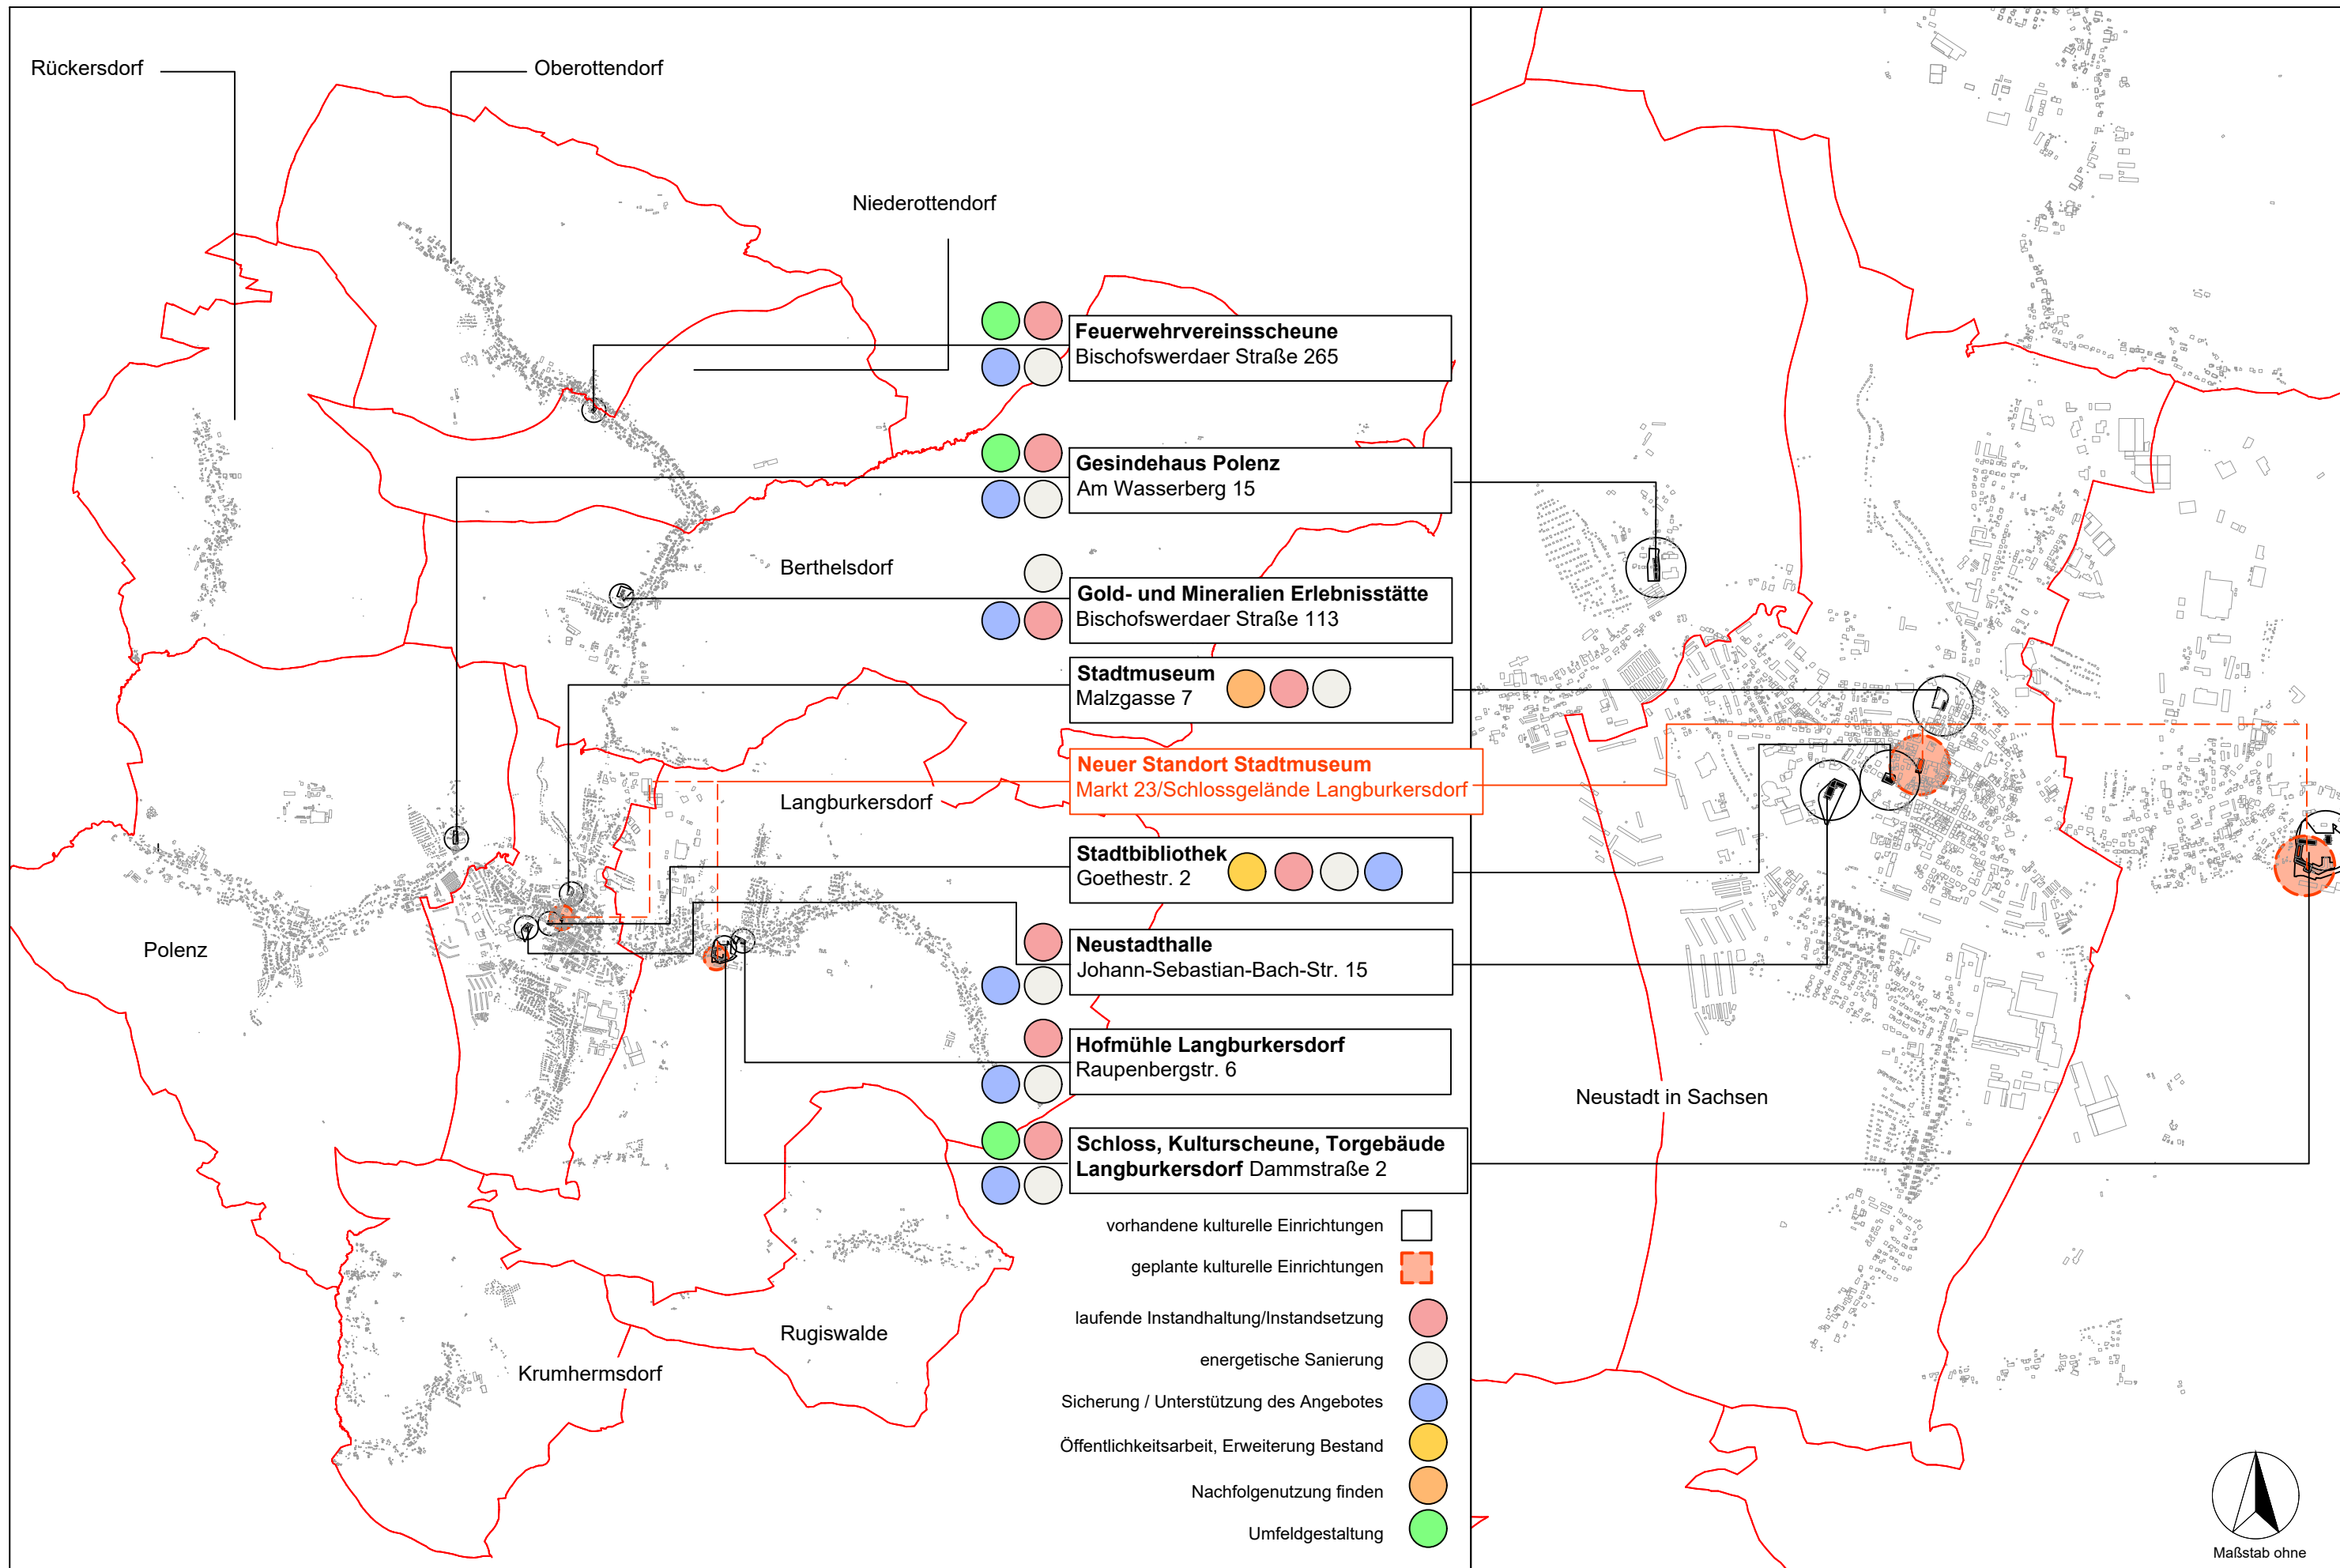 Rückersdorf
Oberottendorf
Niederottendorf
Feuerwehrvereinsscheune
Bischofswerdaer Straße 265
Gesindehaus Polenz
Am Wasserberg 15
Berthelsdorf
Gold- und Mineralien Erlebnisstätte
Bischofswerdaer Straße 113
Stadtmuseum
Malzgasse 7
Neuer Standort Stadtmuseum
Markt 23/Schlossgelände Langburkersdorf
Langburkersdorf
Stadtbibliothek
Goethestr. 2
Polenz
Neustadthalle
Johann-Sebastian-Bach-Str. 15
Hofmühle Langburkersdorf
Raupenbergstr. 6
Neustadt in Sachsen
Schloss, Kulturscheune, Torgebäude
Langburkersdorf Dammstraße 2
vorhandene kulturelle Einrichtungen
geplante kulturelle Einrichtungen
laufende Instandhaltung/Instandsetzung
energetische Sanierung
Sicherung / Unterstützung des Angebotes
Öffentlichkeitsarbeit, Erweiterung Bestand
Nachfolgenutzung finden
Umfeldgestaltung
Rugiswalde
Krumhermsdorf
Maßstab ohne